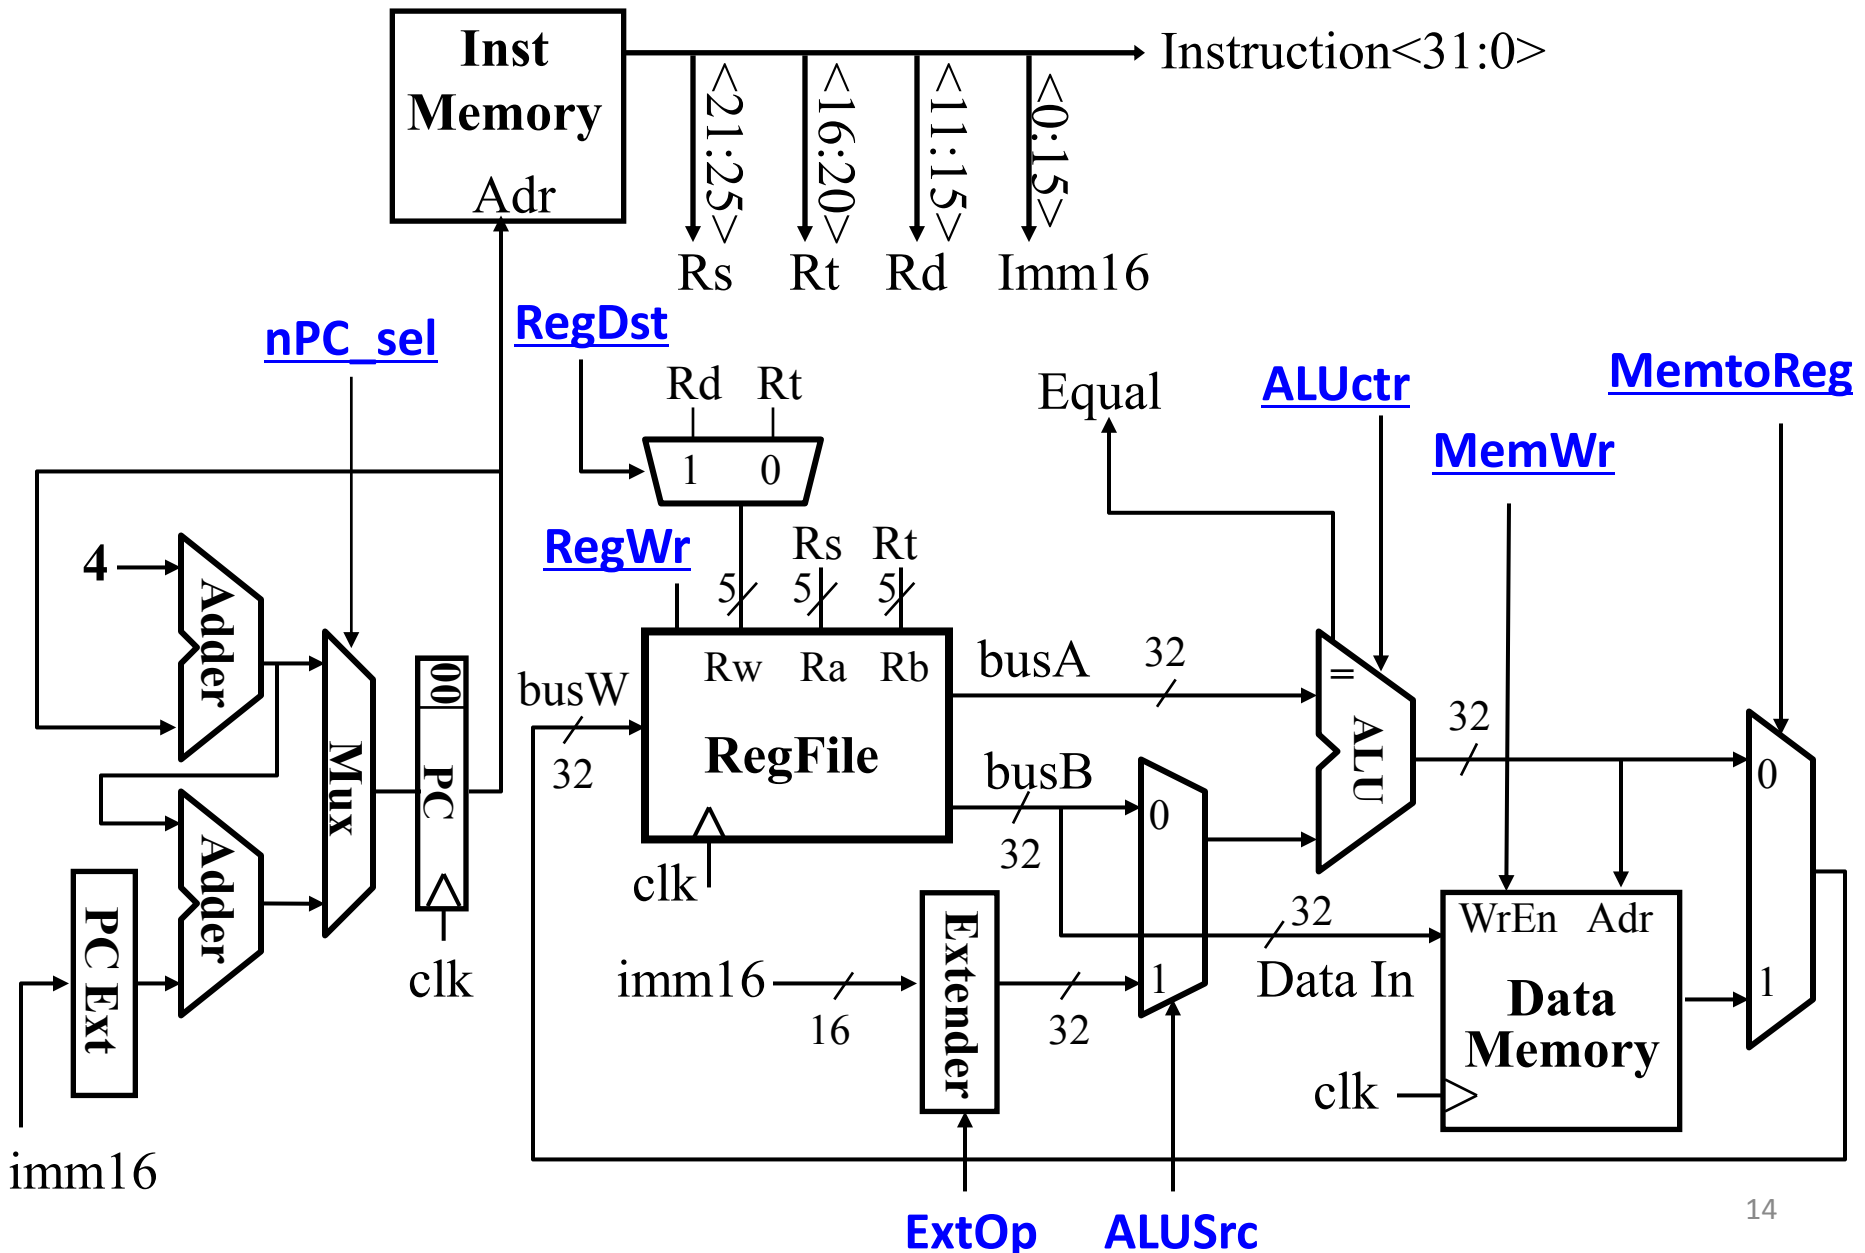 Inst
Memory
Adr
Instruction<31:0>
<21:25>
<16:20>
<11:15>
<0:15>
Rs
Rt
Rd
Imm16
nPC_sel
RegDst
Rd
Rt
1
0
Equal
ALUctr
MemtoReg
MemWr
RegWr
Rs
Rt
5
5
5
4
Adder
Mux
00
PC
clk
Adder
PC Ext
imm16
busW
32
Rw
Ra
Rb
RegFile
clk
busA
32
busB
32
0
1
=
ALU
32
0
1
imm16
16
Extender
32
32
Data In
WrEn
Adr
Data
Memory
clk
ExtOp
ALUSrc
14